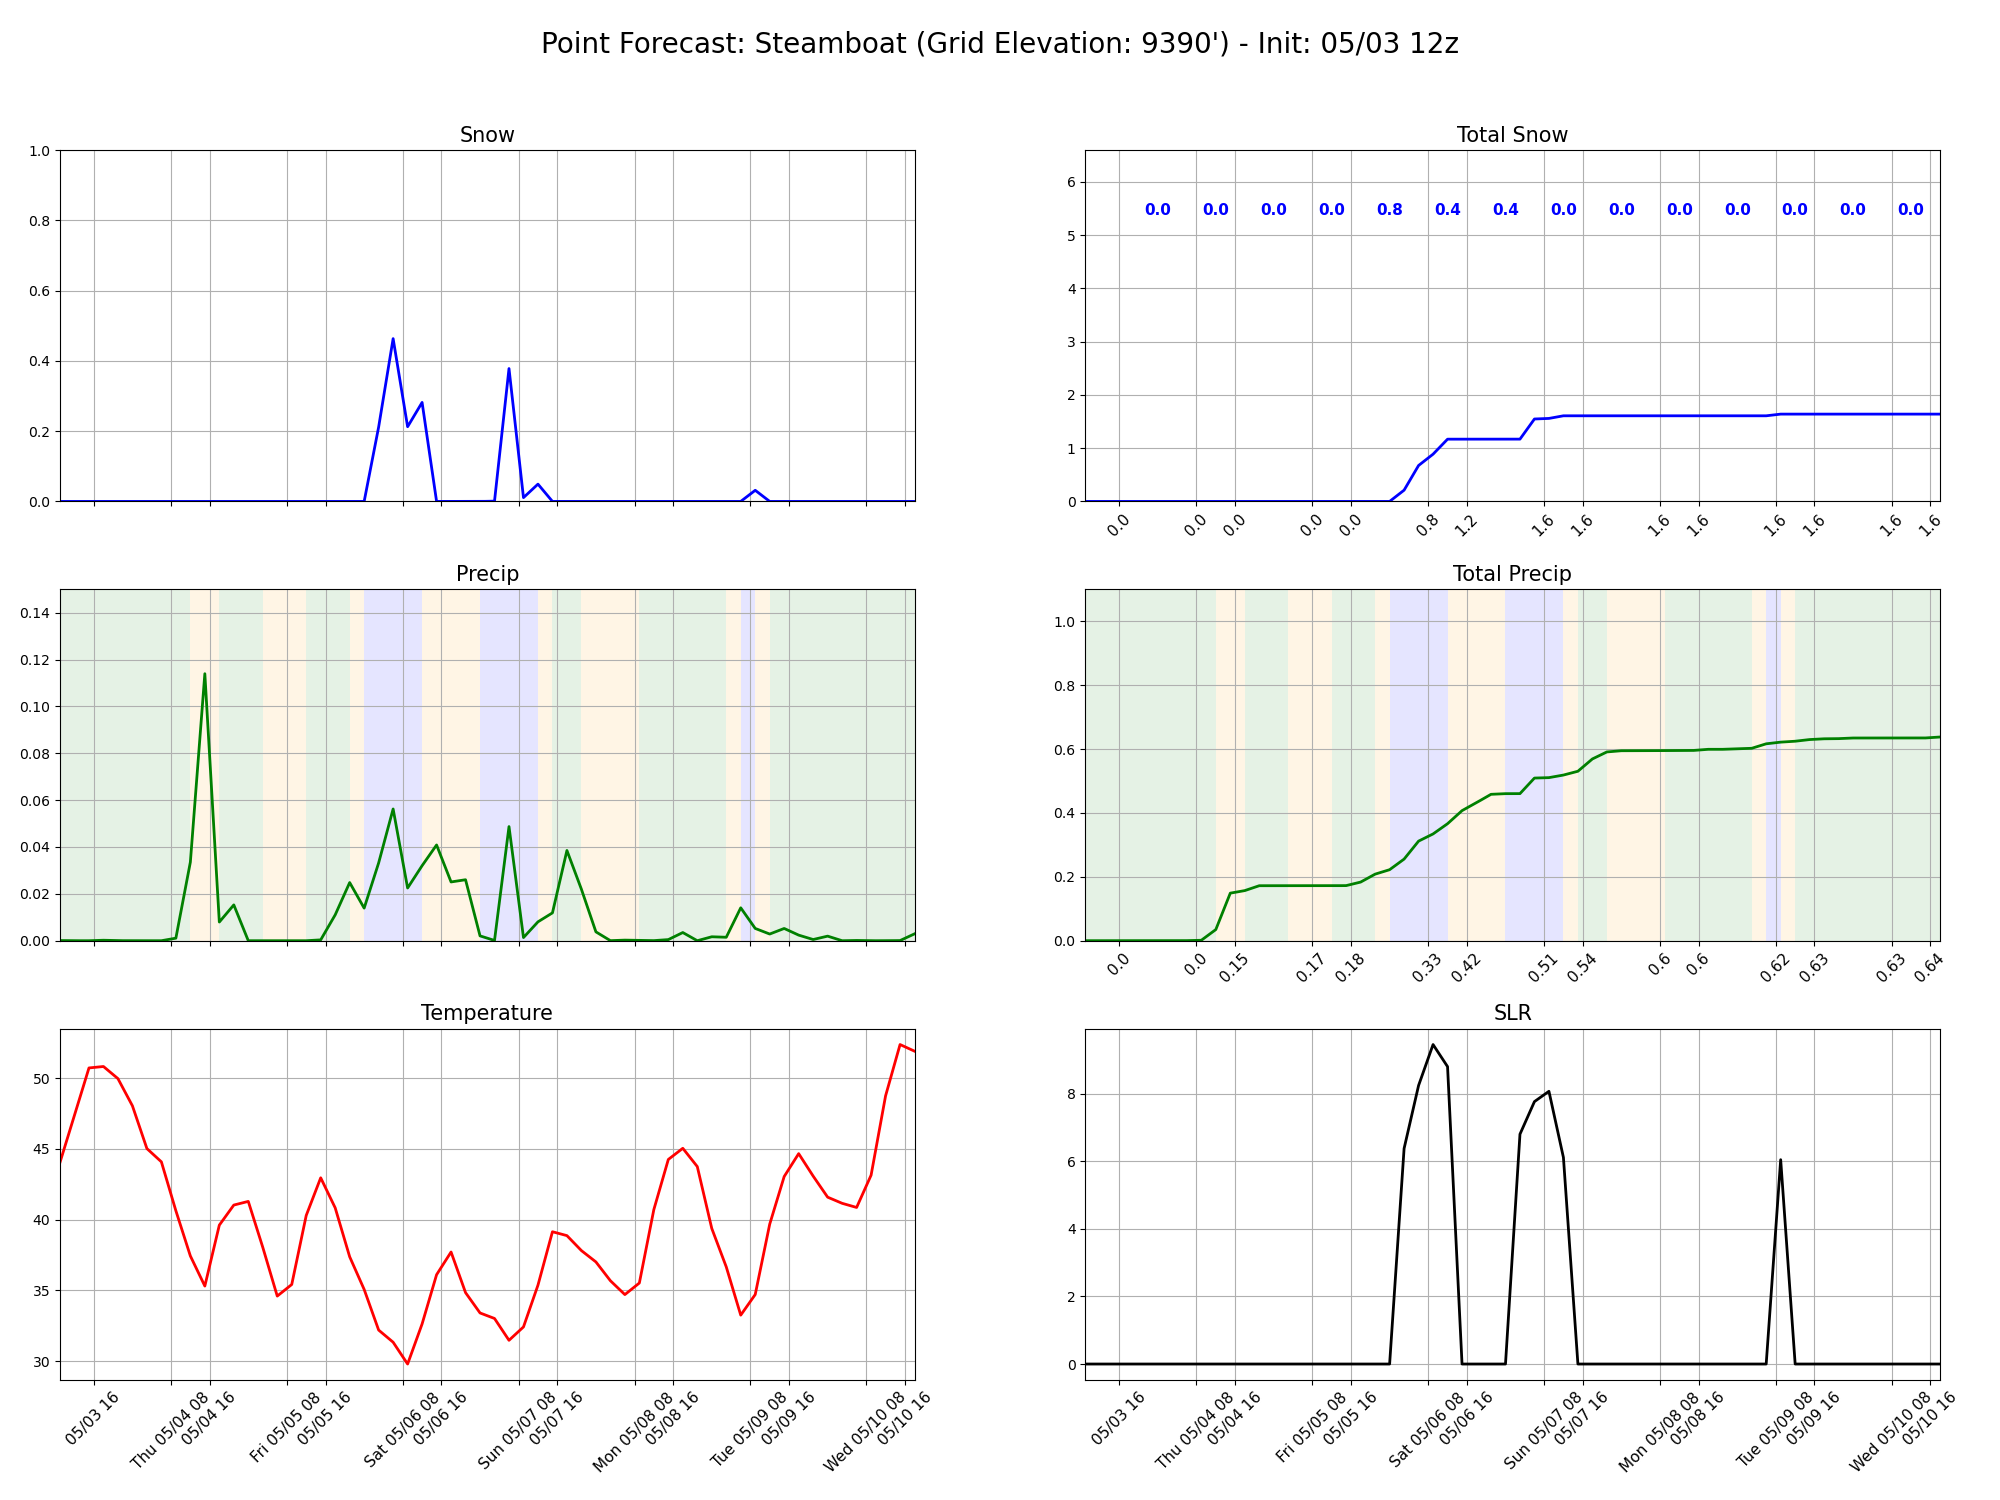 Point Forecast: Steamboat (Grid Elevation: 9390') - Init: 05/03 12z
Snow
1.0
0.8
0.6
0.4
0.2
0.0
Total Snow
6
5
4
3
2
1
0
0.0 0.0 0.0 0.0 0.8 0.4 0.4 0.0 0.0 0.0 0.0 0.0 0.0 0.0
0.0 0.0 0.0 0.0 0.0 0.8 1.2 1.6 1.6 1.6 1.6 1.6 1.6 1.6 1.6
Precip
0.14
0.12
0.10
0.08
0.06
0.04
0.02
0.00
Total Precip
1.0
0.8
0.6
0.4
0.2
0.0
0.0 0.0 0.15 0.17 0.18 0.33 0.42 0.51 0.54 0.6 0.6 0.62 0.63 0.63 0.64
Temperature
50
45
40
35
30
05/03 16
Thu 05/04 08
05/04 16
Fri 05/05 08
05/05 16
Sat 05/06 08
05/06 16
Sun 05/07 08
05/07 16
Mon 05/08 08
05/08 16
Tue 05/09 08
05/09 16
Wed 05/10 08
05/10 16
SLR
8
6
4
2
0
05/03 16
Thu 05/04 08
05/04 16
Fri 05/05 08
05/05 16
Sat 05/06 08
05/06 16
Sun 05/07 08
05/07 16
Mon 05/08 08
05/08 16
Tue 05/09 08
05/09 16
Wed 05/10 08
05/10 16